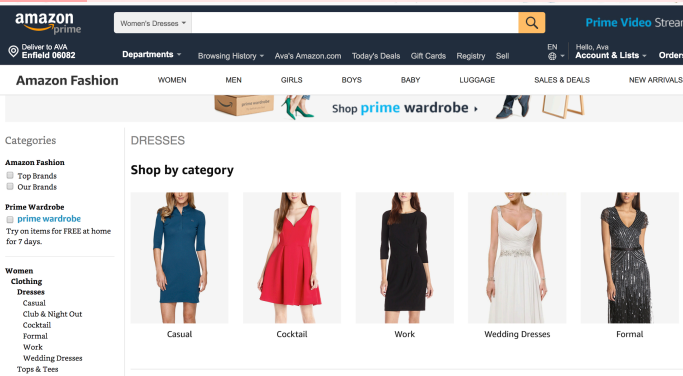 amazon
prime
Women's Dresses
Prime Video Strea
Deliver to AVA
Enfield 06082
Departments
Browsing History
Ava's Amazon.com
Today's Deals
Gift Cards
Registry
Sell
EN
Hello, Ava
Account & Lists
Orders
Amazon Fashion
WOMEN
MEN
GIRLS
BOYS
BABY
LUGGAGE
SALES & DEALS
NEW ARRIVALS
Shop prime wardrobe
Categories
Amazon Fashion
Top Brands
Our Brands
Prime Wardrobe
prime wardrobe
Try on items for FREE at home
for 7 days.
Women
Clothing
Dresses
Casual
Club & Night Out
Cocktail
Formal
Work
Wedding Dresses
Tops & Tees
DRESSES
Shop by category
Casual
Cocktail
Work
Wedding Dresses
Formal